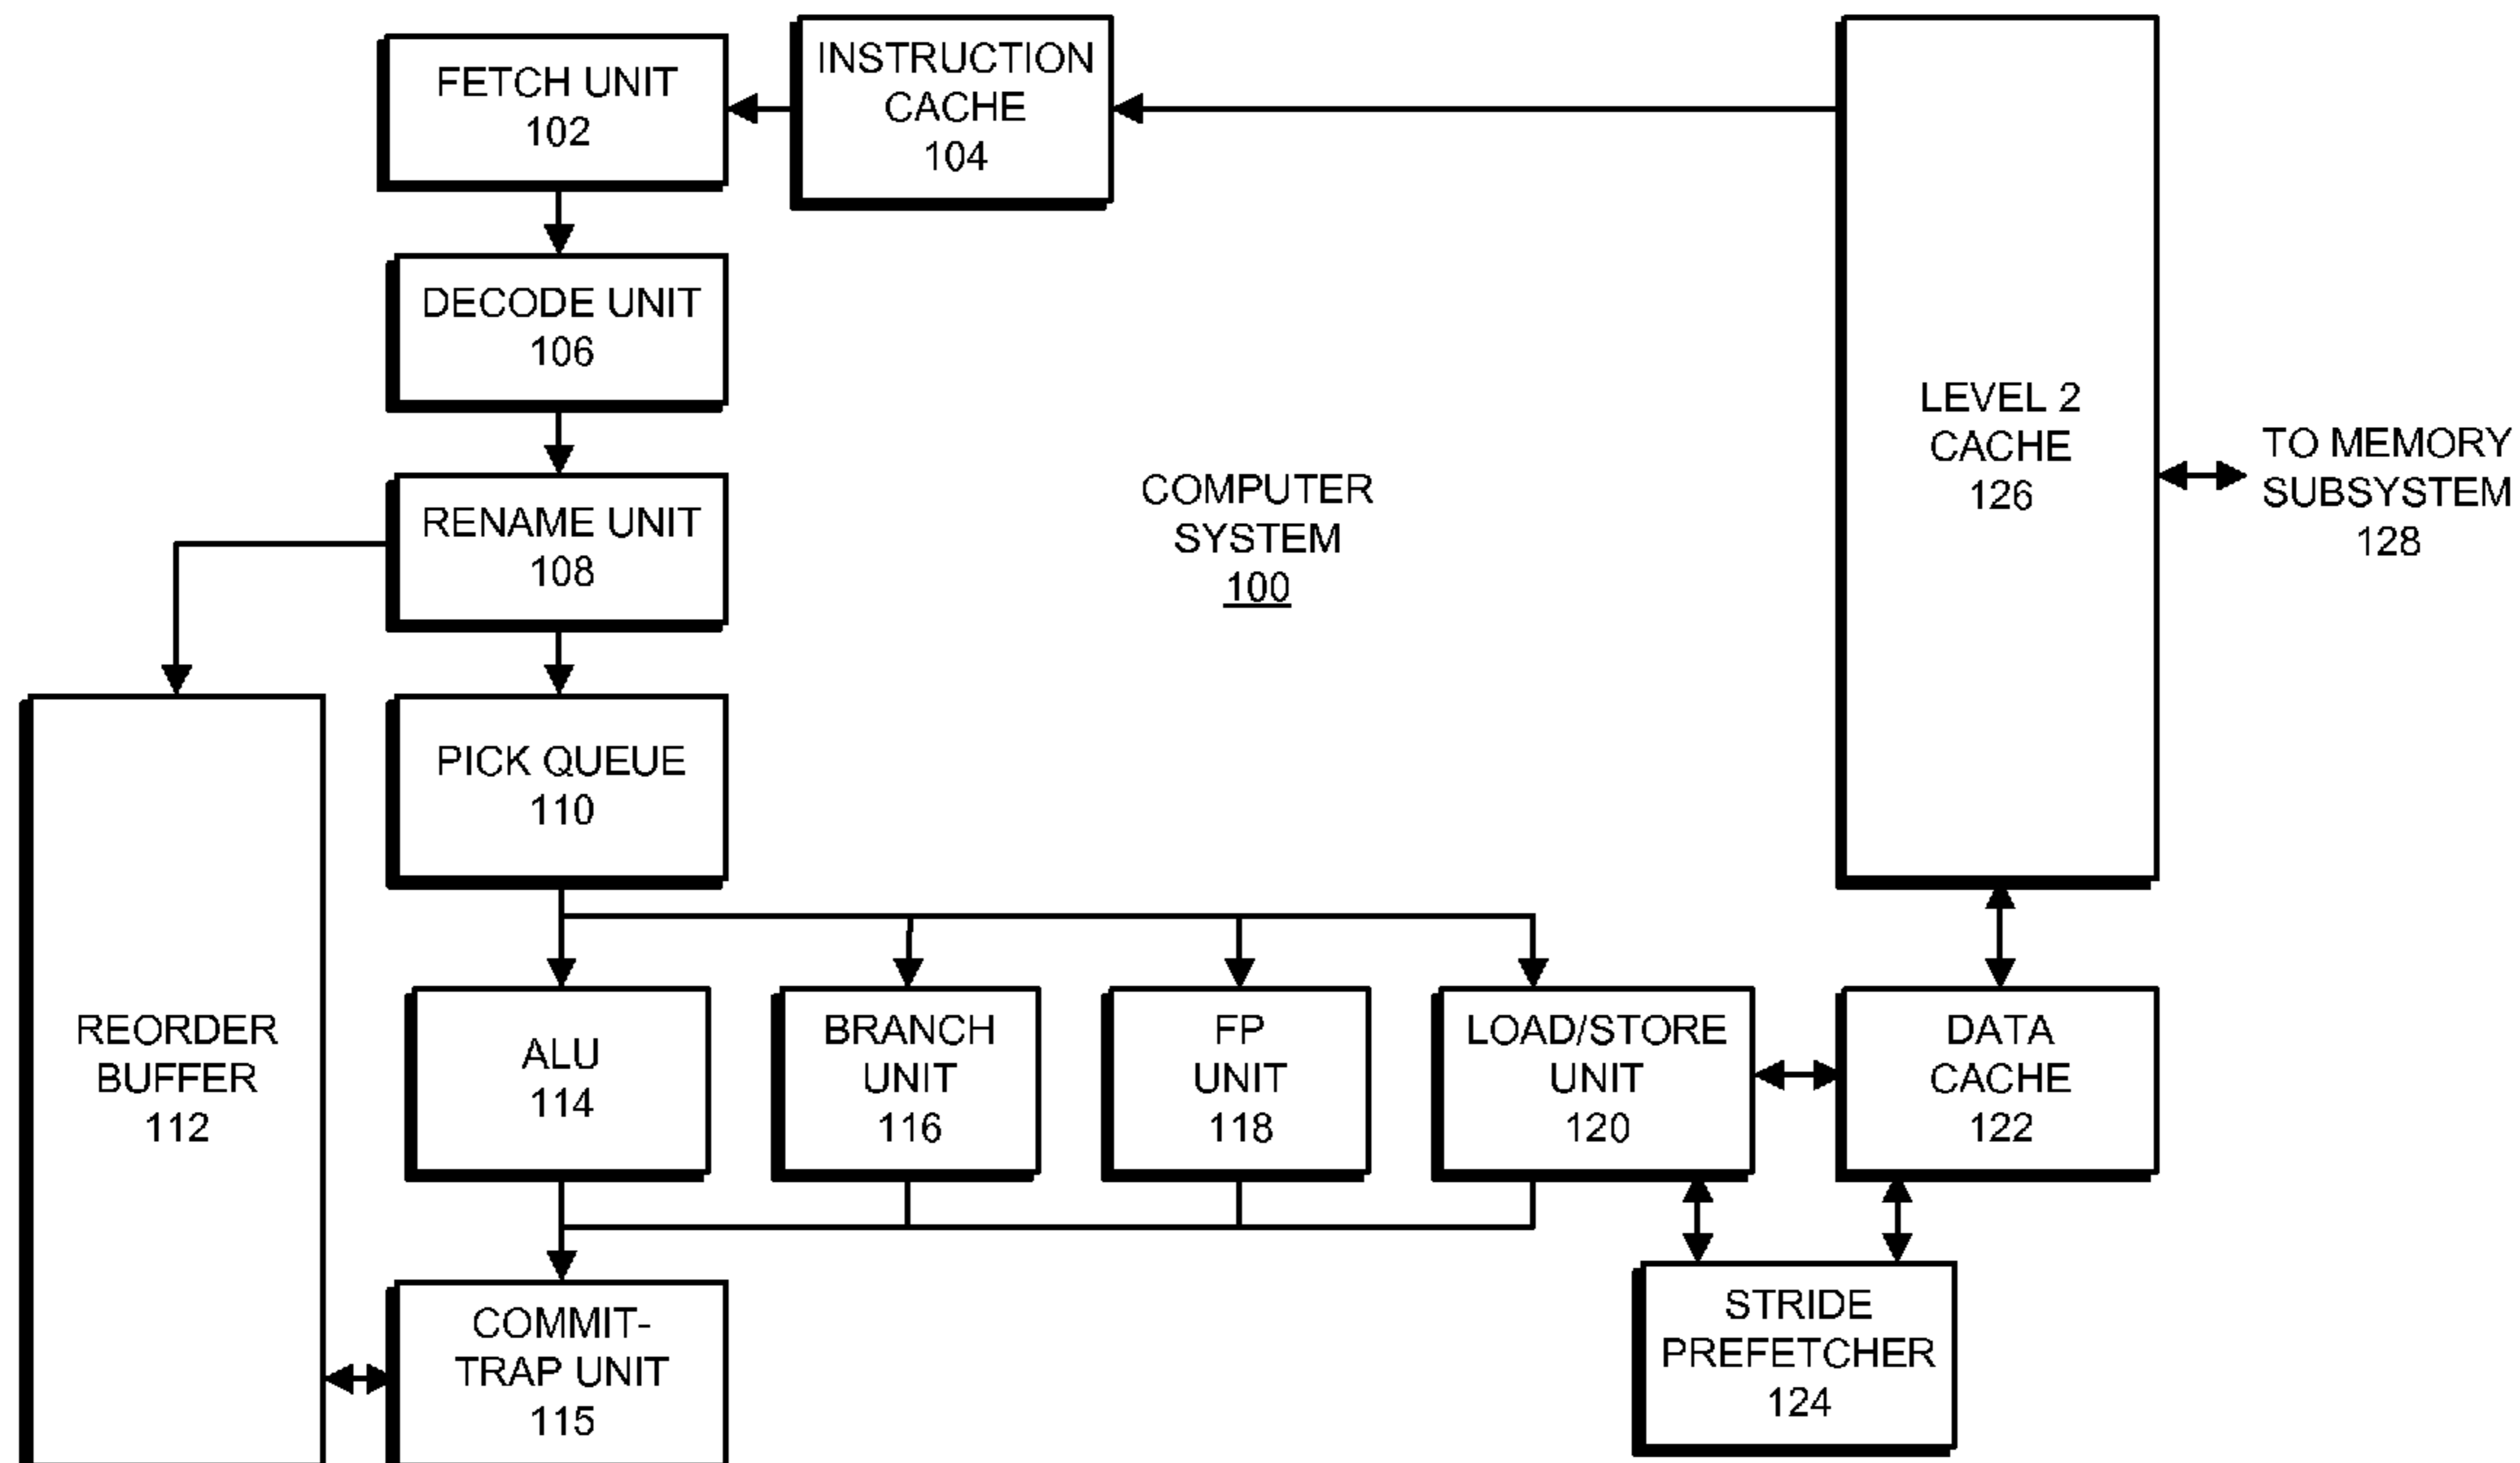 FETCH UNIT
102
INSTRUCTION
CACHE
104
DECODE UNIT
106
RENAME UNIT
108
COMPUTER
SYSTEM
100
LEVEL 2
CACHE
126
TO MEMORY
SUBSYSTEM
128
PICK QUEUE
110
REORDER
BUFFER
112
ALU
114
BRANCH
UNIT
116
FP
UNIT
118
LOAD/STORE
UNIT
120
DATA
CACHE
122
COMMIT-
TRAP UNIT
115
STRIDE
PREFETCHER
124